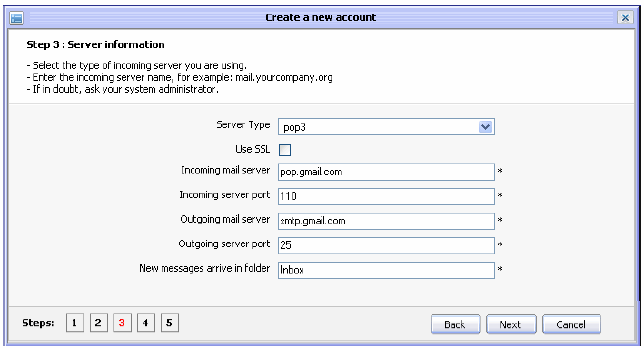 Create a new account
Step 3 : Server information
- Select the type of incoming server you are using.
- Enter the incoming server name, for example: mail.yourcompany.org
- If in doubt, ask your system administrator.
Server Type pop3
Use SSL
Incoming mail server pop.gmail.com *
Incoming server port 110 *
Outgoing mail server smtp.gmail.com *
Outgoing server port 25 *
New messages arrive in folder Inbox *
Steps: 1 2 3 4 5 Back Next Cancel